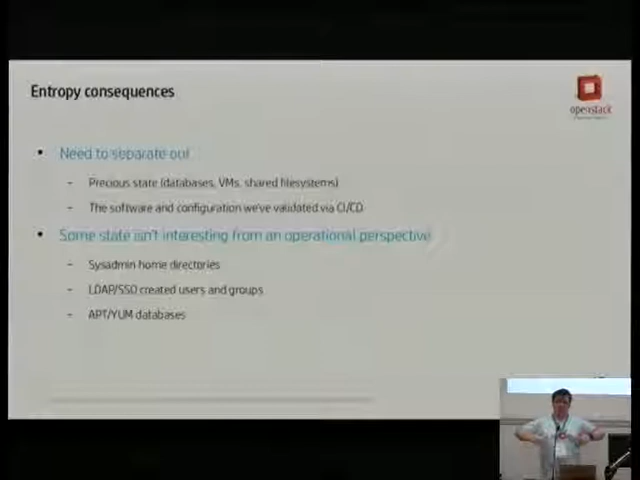 Entropy consequences
openstack
Need to separate our
Precious state (databases, VMs, shared filesystems)
The software and configuration we've validated via CI/CD
Some state isn't interesting from an operational perspective
Sysadmin home directories
LDAP/SSO created users and groups
APT/YUM databases